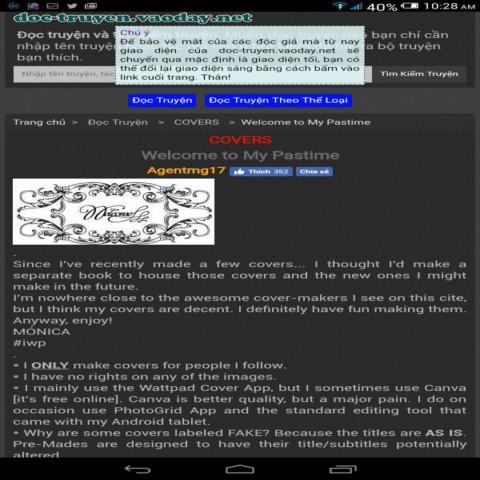 40% 10:28 AM
doc-truyen.vaoday.net
Chú ý
Để bảo vệ mắt của các độc giả mà từ nay
giao diện của doc-truyen.vaoday.net sẽ
chuyển qua mặc định là giao diện tối, bạn có
thể đổi lại giao diện sáng bằng cách bấm vào
link cuối trang. Thân!
Đọc truyện và
bạn chỉ cần
nhập tên truyện
bộ truyện
bạn thích.
Nhập tên truyện, tác
Tìm Kiếm Truyện
Đọc Truyện Đọc Truyện Theo Thể Loại
Trang chủ > Đọc Truyện > COVERS > Welcome to My Pastime
COVERS
Welcome to My Pastime
Agentmg17 Thích 352 Chia sẻ
Welcome
.
Since I've recently made a few covers... I thought I'd make a
separate book to house those covers and the new ones I might
make in the future.
I'm nowhere close to the awesome cover-makers I see on this cite,
but I think my covers are decent. I definitely have fun making them.
Anyway, enjoy!
MÓNICA
#iwp
.
• I ONLY make covers for people I follow.
• I have no rights on any of the images.
• I mainly use the Wattpad Cover App, but I sometimes use Canva
[it's free online]. Canva is better quality, but a major pain. I do on
occasion use PhotoGrid App and the standard editing tool that
came with my Android tablet.
• Why are some covers labeled FAKE? Because the titles are AS IS.
Pre-Mades are designed to have their title/subtitles potentially
altered